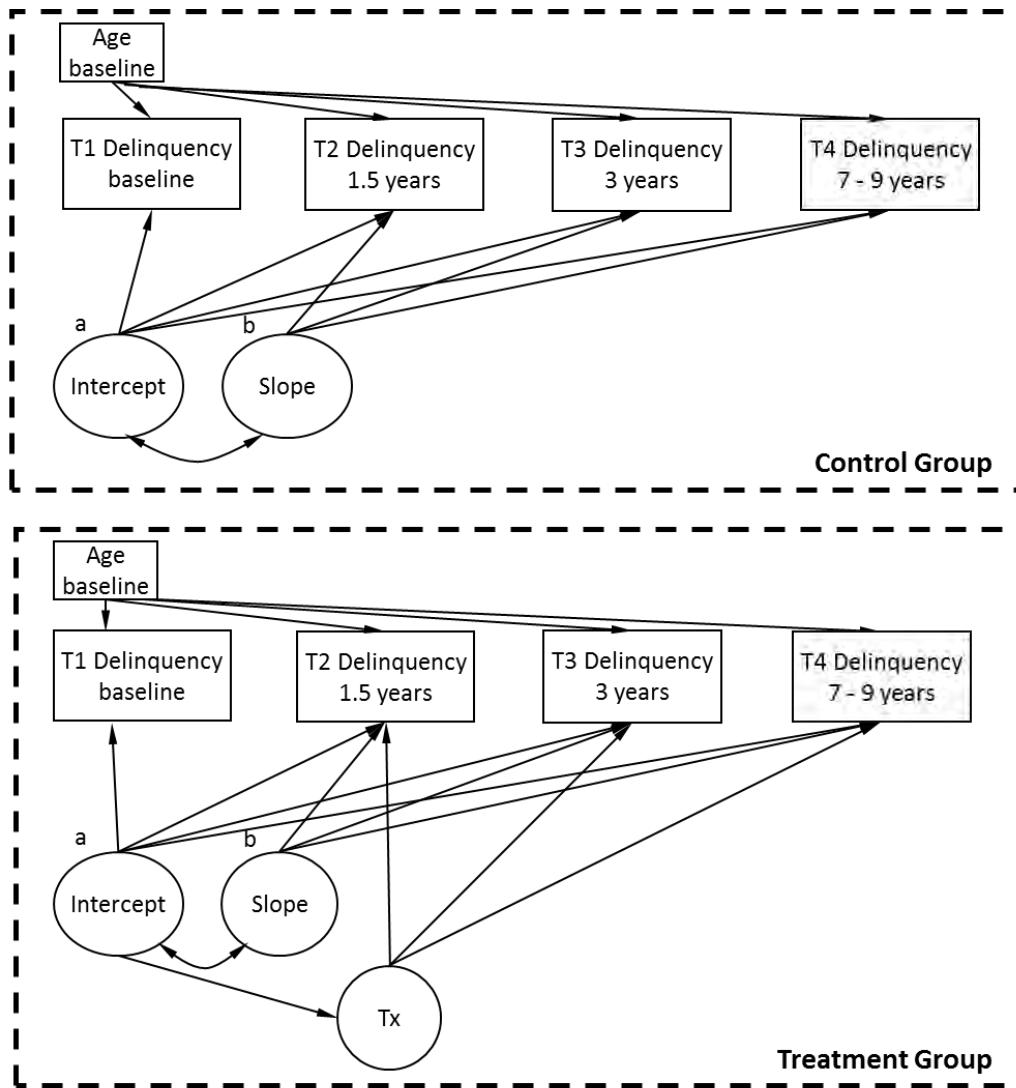 Age
baseline
T1 Delinquency
baseline
T2 Delinquency
1.5 years
T3 Delinquency
3 years
T4 Delinquency
7 - 9 years
a
b
Intercept
Slope
Control Group
Age
baseline
T1 Delinquency
baseline
T2 Delinquency
1.5 years
T3 Delinquency
3 years
T4 Delinquency
7 - 9 years
a
b
Intercept
Slope
Tx
Treatment Group